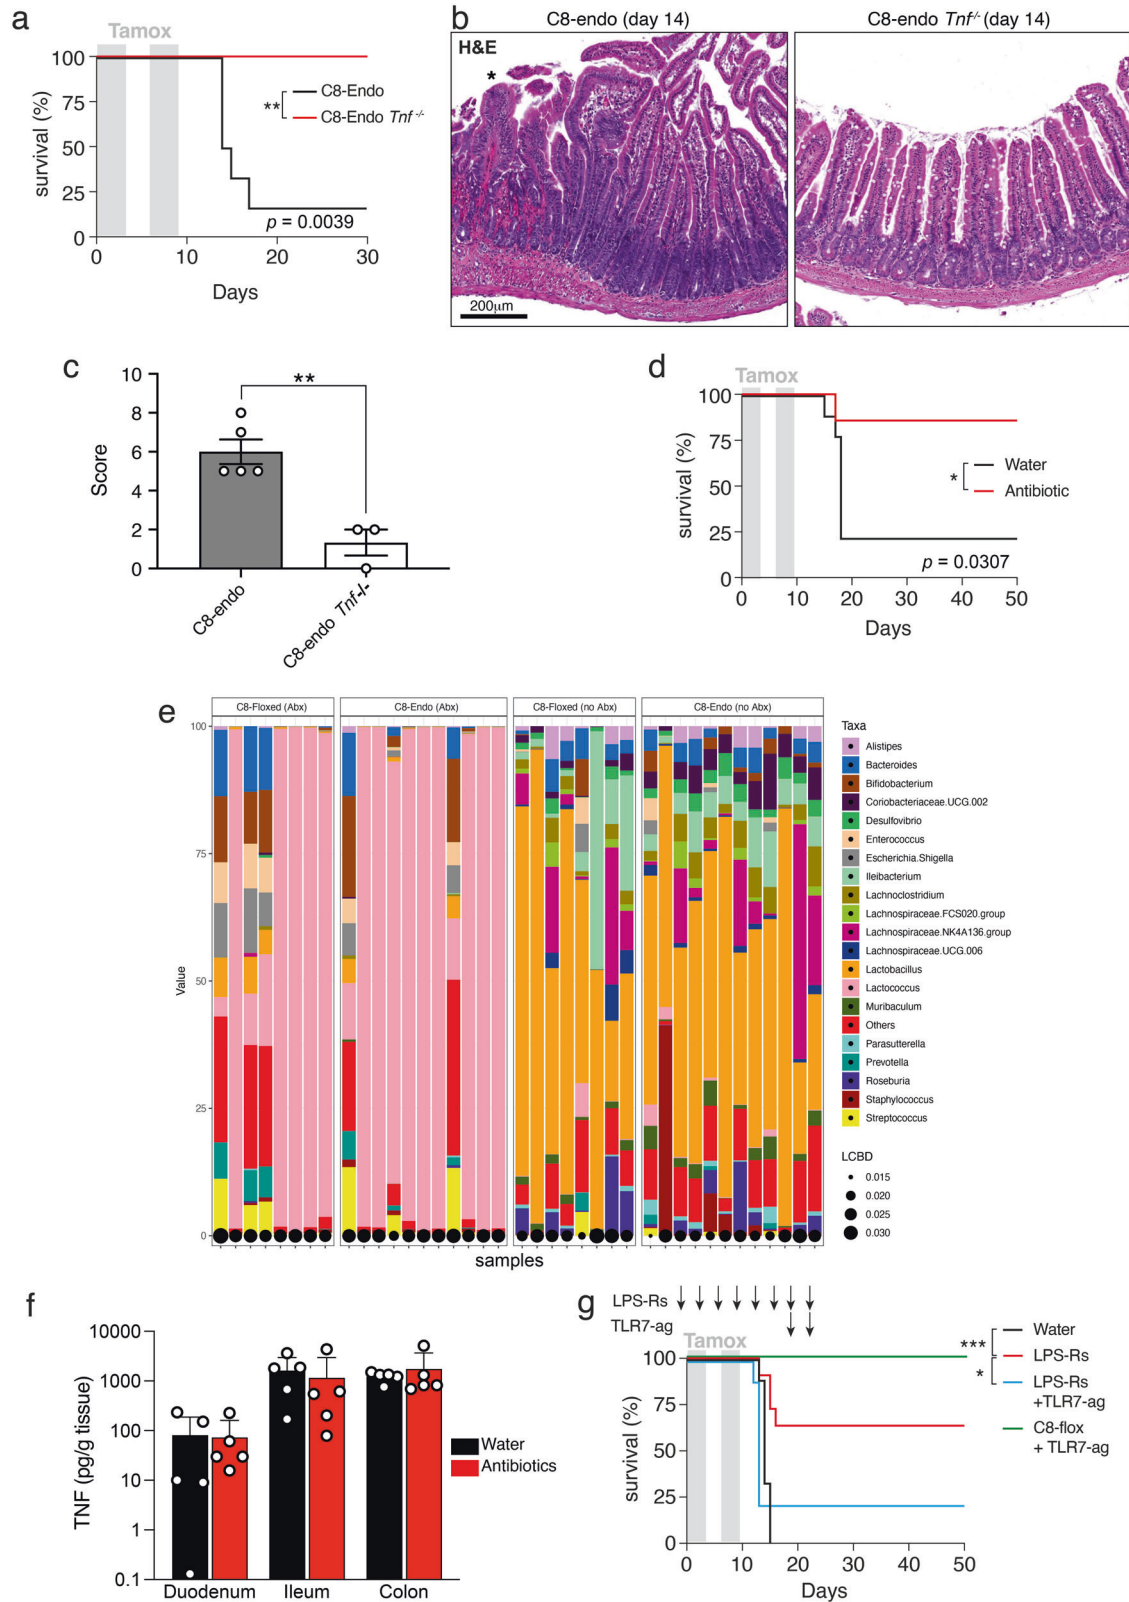 a
Tamox
100
75
50
25
0
survival (%)
C8-Endo
**
C8-Endo Tnf -/-
p = 0.0039
0 10 20 30
Days
b
C8-endo (day 14)
C8-endo Tnf-/- (day 14)
H&E
*
200µm
c
10
8
6
4
2
0
Score
**
C8-endo
C8-endo Tnf-/-
d
Tamox
100
75
50
25
0
survival (%)
Water
*
Antibiotic
p = 0.0307
0 10 20 30 40 50
Days
e
C8-Floxed (Abx)
C8-Endo (Abx)
C8-Floxed (no Abx)
C8-Endo (no Abx)
100
75
50
25
0
Value
samples
Taxa
Alistipes
Bacteroides
Bifidobacterium
Coriobacteriaceae.UCG.002
Desulfovibrio
Enterococcus
Escherichia.Shigella
Ileibacterium
Lachnoclostridium
Lachnospiraceae.FCS020.group
Lachnospiraceae.NK4A136.group
Lachnospiraceae.UCG.006
Lactobacillus
Lactococcus
Muribaculum
Others
Parasutterella
Prevotella
Roseburia
Staphylococcus
Streptococcus
LCBD
0.015
0.020
0.025
0.030
f
10000
1000
100
10
1
0.1
TNF (pg/g tissue)
Water
Antibiotics
Duodenum Ileum Colon
g
LPS-Rs
TLR7-ag
Tamox
100
75
50
25
0
survival (%)
Water
***
LPS-Rs
*
LPS-Rs
+TLR7-ag
C8-flox
+ TLR7-ag
0 10 20 30 40 50
Days